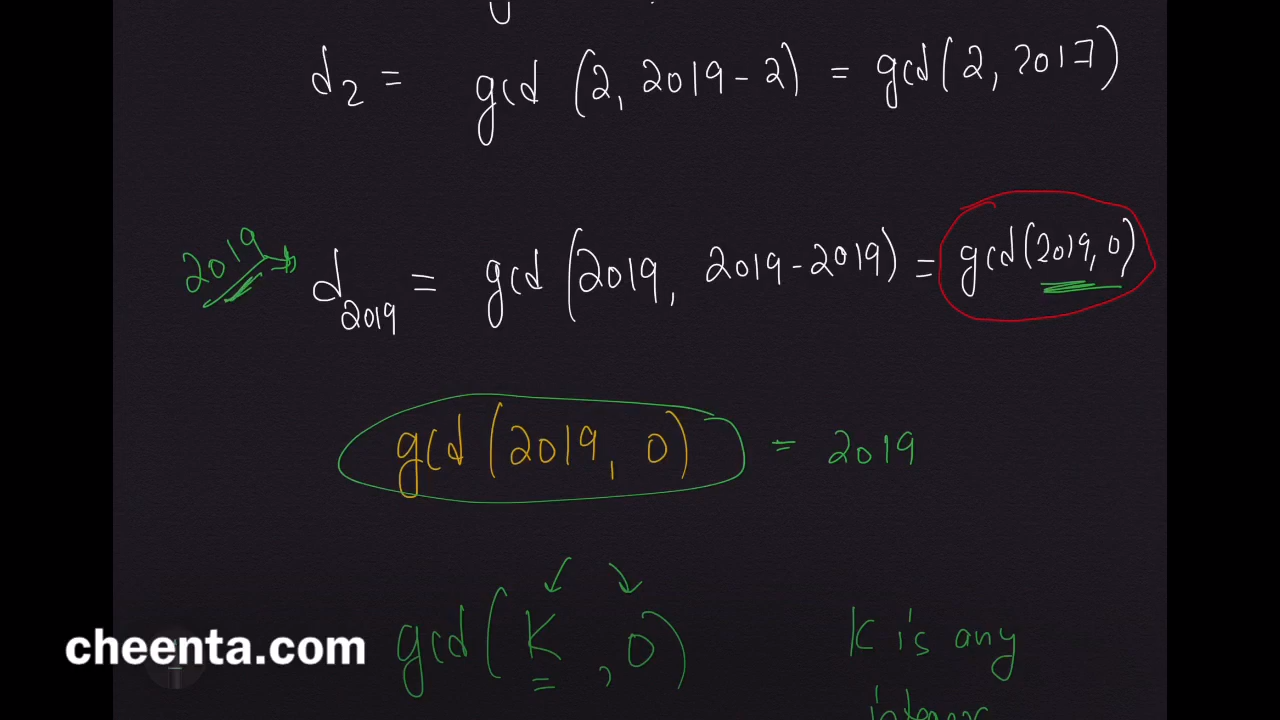 d₂ = gcd (2, 2019 - 2) = gcd (2, 2017)
2019 → d₂₀₁₉ = gcd (2019, 2019 - 2019) = gcd (2019, 0)
gcd (2019, 0) = 2019
gcd (K, 0) K is any
integer
cheenta.com